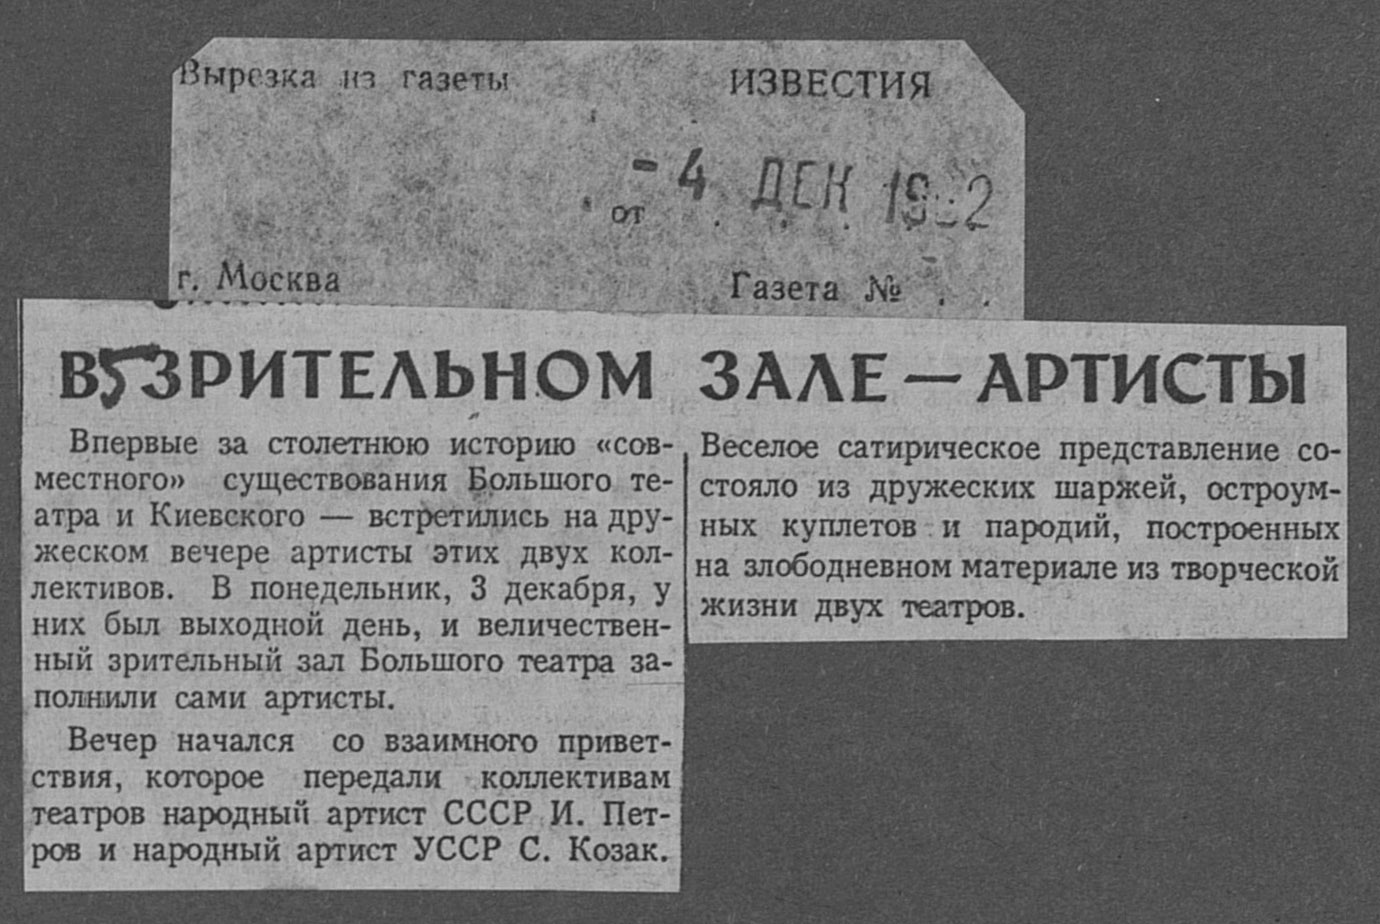 Вырезка из газеты ИЗВЕСТИЯ
от - 4 ДЕК
г. Москва Газета № . .
В ЗРИТЕЛЬНОМ ЗАЛЕ — АРТИСТЫ
Впервые за столетнюю историю «сов-
местного» существования Большого те-
атра и Киевского — встретились на дру-
жеском вечере артисты этих двух кол-
лективов. В понедельник, 3 декабря, у
них был выходной день, и величествен-
ный зрительный зал Большого театра за-
полнили сами артисты.
Вечер начался со взаимного привет-
ствия, которое передали коллективам
театров народный артист СССР И. Пет-
ров и народный артист УССР С. Козак.
Веселое сатирическое представление со-
стояло из дружеских шаржей, остроум-
ных куплетов и пародий, построенных
на злободневном материале из творческой
жизни двух театров.